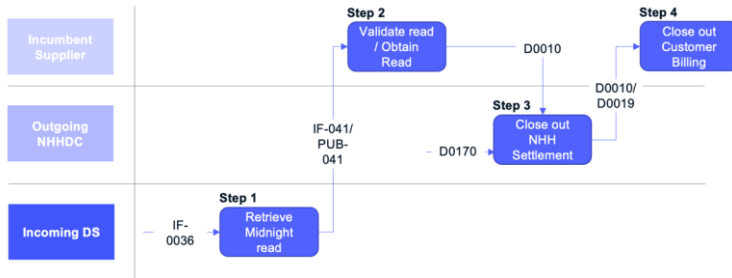 Step 2
Step 4
Incumbent
Supplier
Validate read
/ Obtain
Read
D0010
Close out
Customer
Billing
Outgoing
NHHDC
IF-041/
PUB-
041
D0170
Step 3
Close out
NHH
Settlement
D0010/
D0019
Step 1
Incoming DS
IF-
0036
Retrieve
Midnight
read